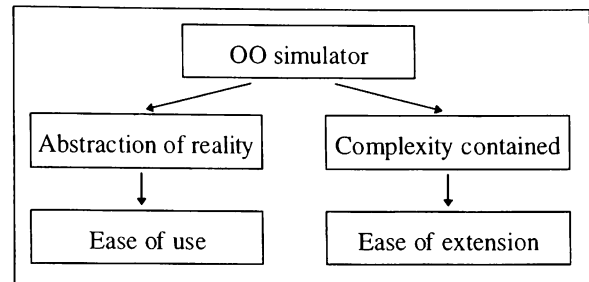 OO simulator
Abstraction of reality
Complexity contained
Ease of use
Ease of extension